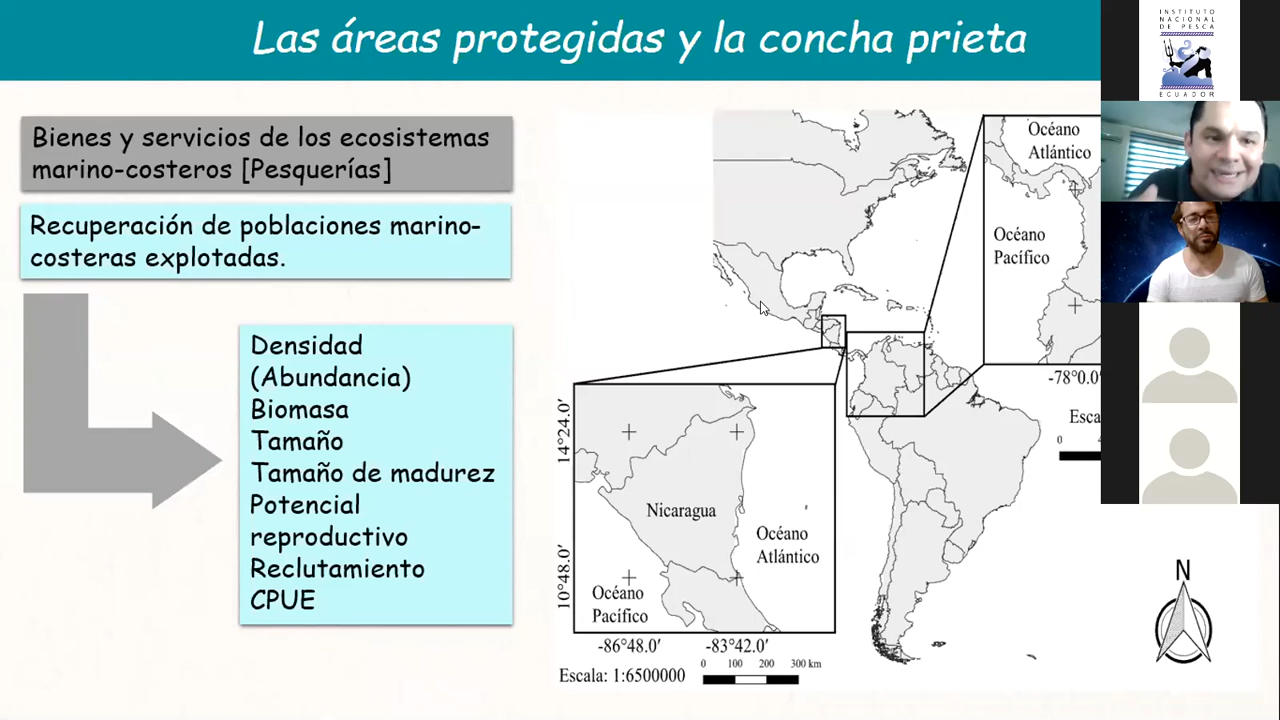 Las áreas protegidas y la concha prieta
Bienes y servicios de los ecosistemas
marino-costeros [Pesquerías]
Recuperación de poblaciones marino-
costeras explotadas.
Densidad
(Abundancia)
Biomasa
Tamaño
Tamaño de madurez
Potencial
reproductivo
Reclutamiento
CPUE
Océano
Atlántico
Océano
Pacífico
-78°0.0′
Esca
0
14°24.0′
10°48.0′
Nicaragua
Océano
Atlántico
Océano
Pacífico
-86°48.0′
-83°42.0′
Escala: 1:6500000
0 100 200 300 km
N
INSTITUTO
NACIONAL
DE PESCA
ECUADOR